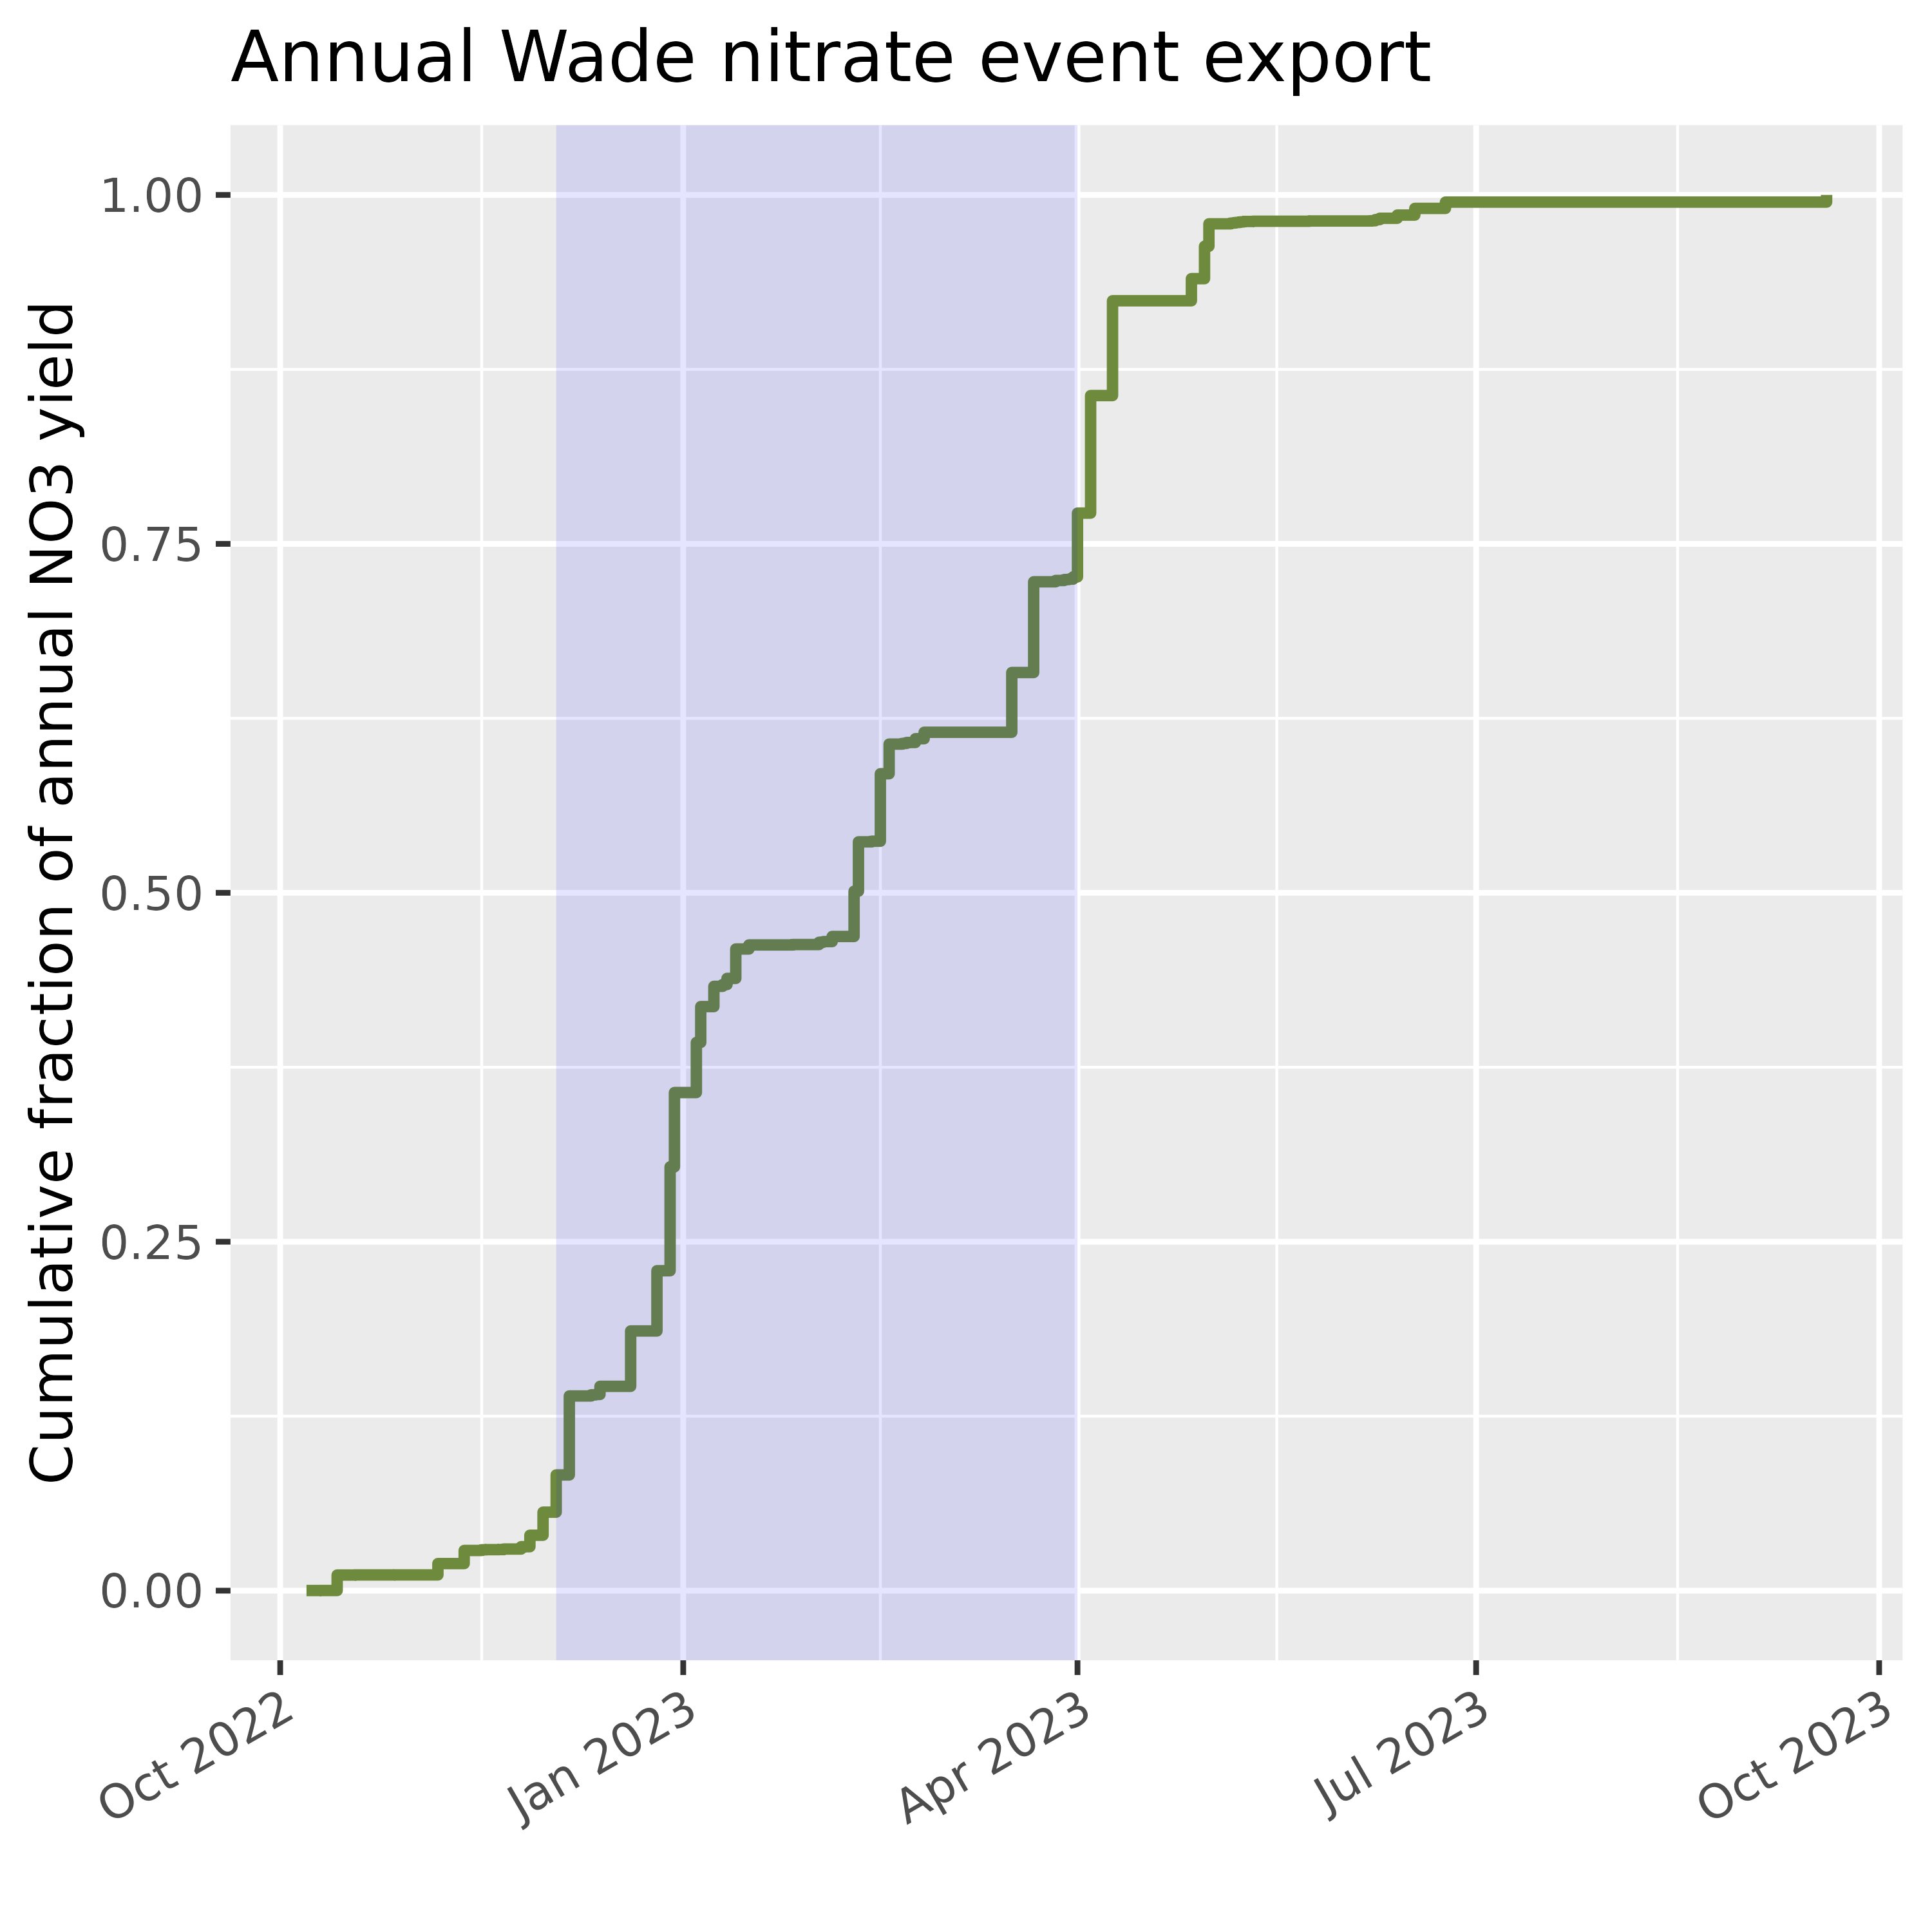 Annual Wade nitrate event export
Cumulative fraction of annual NO3 yield
1.00
0.75
0.50
0.25
0.00
Oct 2022
Jan 2023
Apr 2023
Jul 2023
Oct 2023